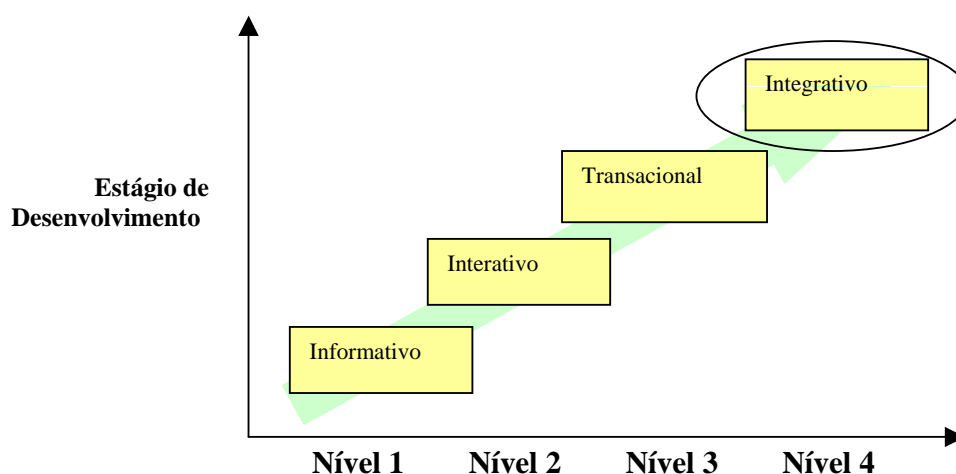 Integrativo
Transacional
Estágio de
Desenvolvimento
Interativo
Informativo
Nível 1 Nível 2 Nível 3 Nível 4